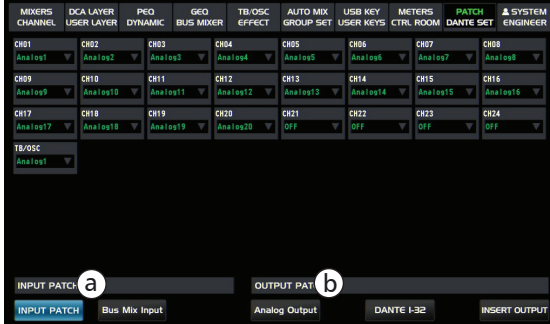 MIXERS DCA LAYER PEQ GEQ TB/OSC AUTO MIX USB KEY METERS PATCH SYSTEM
CHANNEL USER LAYER DYNAMIC BUS MIXER EFFECT GROUP SET USER KEYS CTRL ROOM DANTE SET ENGINEER
CH01 CH02 CH03 CH04 CH05 CH06 CH07 CH08
Analog1 Analog2 Analog3 Analog4 Analog5 Analog6 Analog7 Analog8
CH09 CH10 CH11 CH12 CH13 CH14 CH15 CH16
Analog9 Analog10 Analog11 Analog12 Analog13 Analog14 Analog15 Analog16
CH17 CH18 CH19 CH20 CH21 CH22 CH23 CH24
Analog17 Analog18 Analog19 Analog20 OFF OFF OFF OFF
TB/OSC
Analog1
INPUT PATCH a OUTPUT PAT b
INPUT PATCH Bus Mix Input Analog Output DANTE 1-32 INSERT OUTPUT